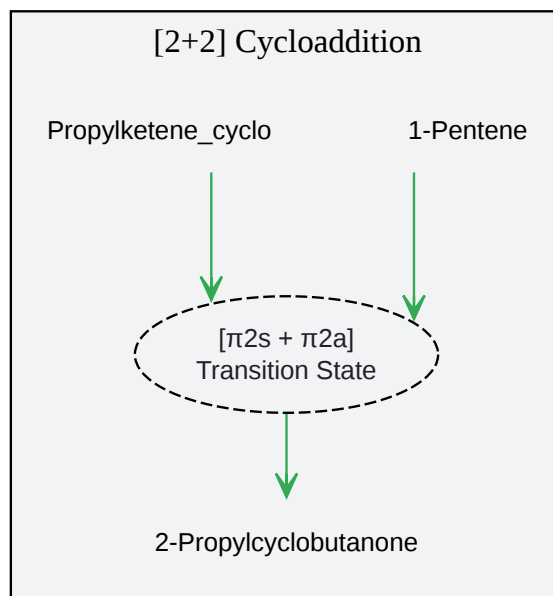 [2+2] Cycloaddition
Propylketene_cyclo 1-Pentene
[π2s + π2a]
Transition State
2-Propylcyclobutanone